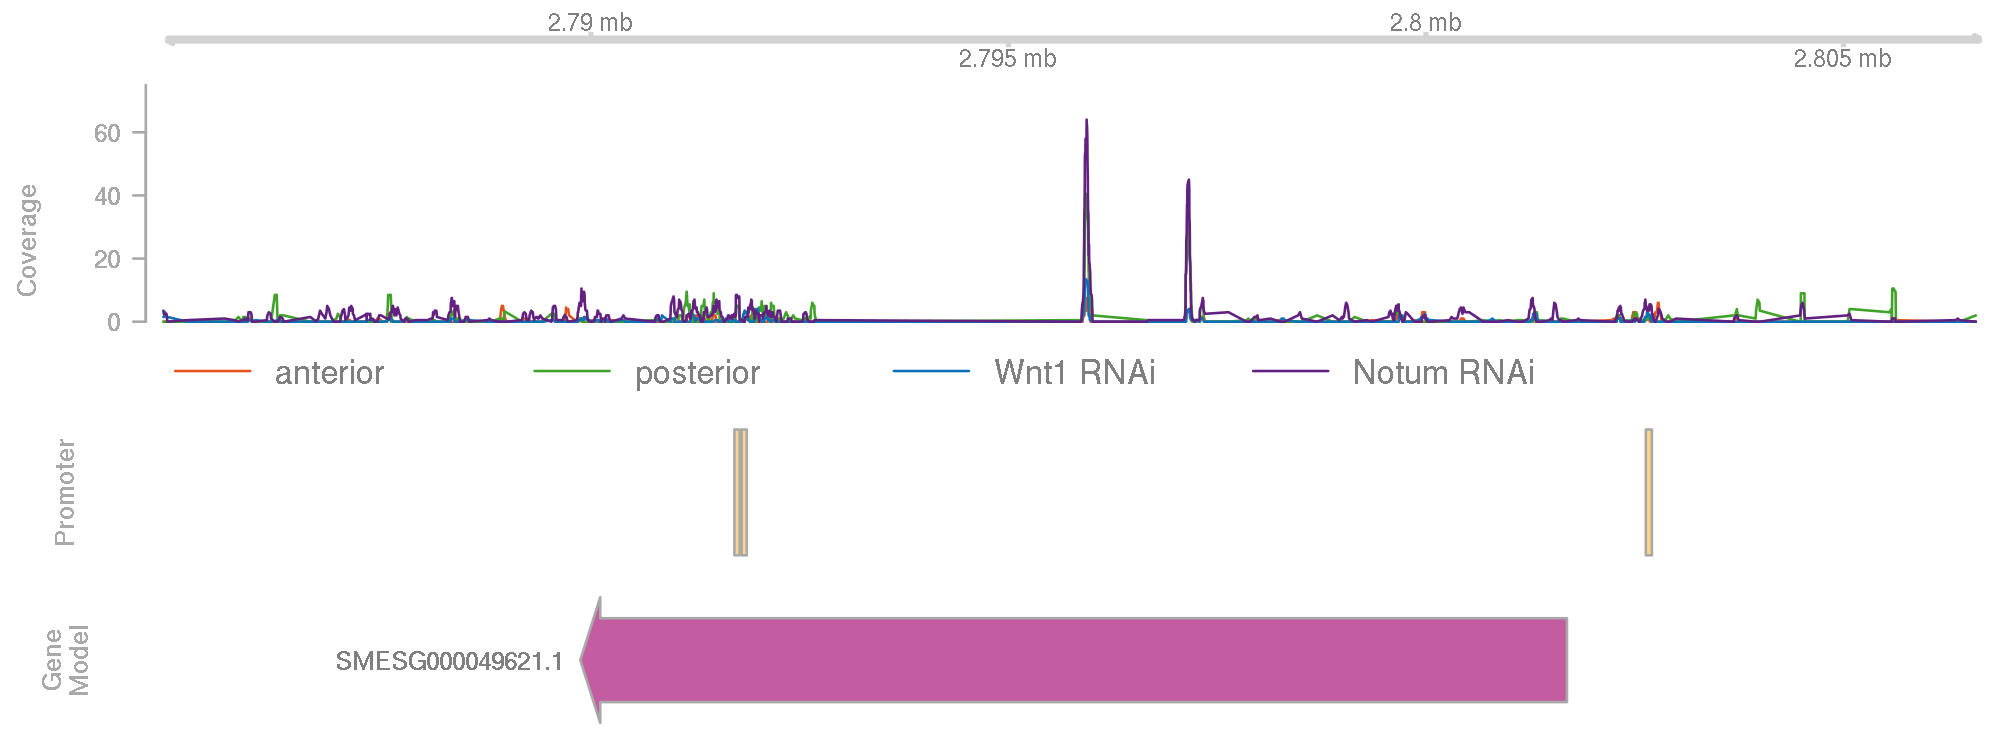 2.79 mb
2.8 mb
2.795 mb
2.805 mb
Coverage
60
40
20
0
anterior
posterior
Wnt1 RNAi
Notum RNAi
Promoter
Gene
Model
SMESG000049621.1